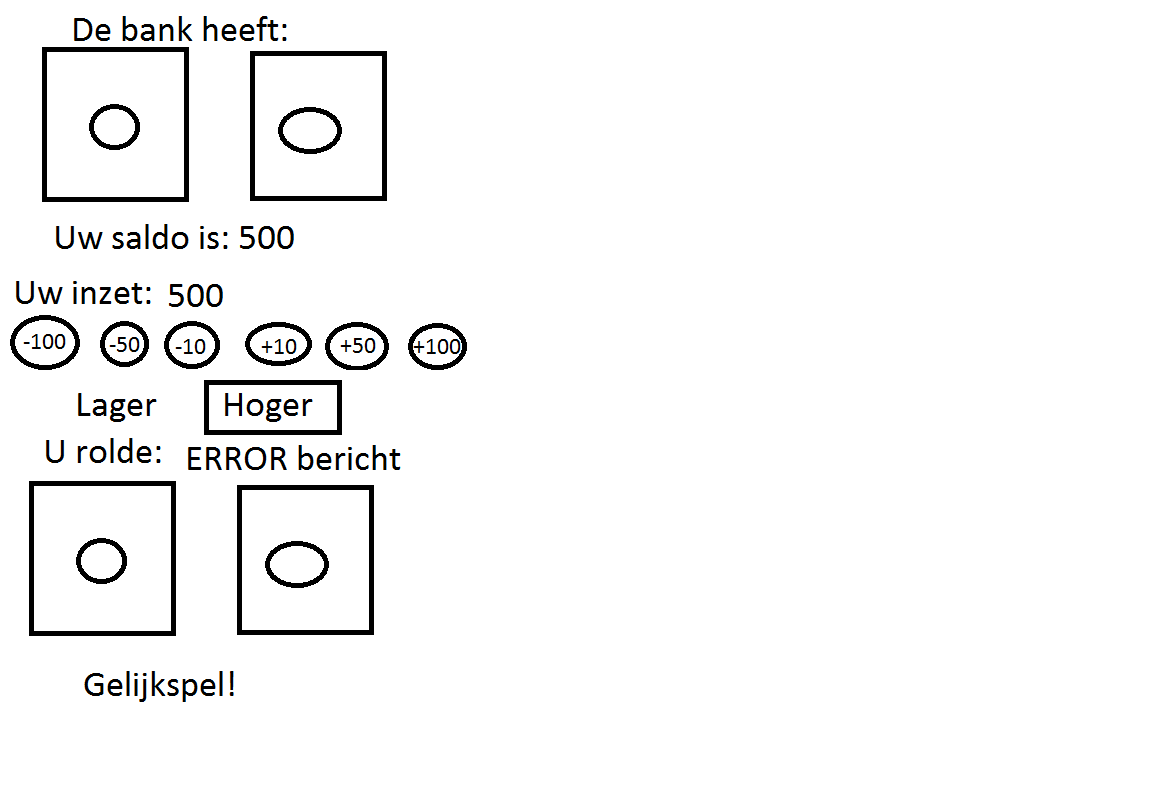 De bank heeft:
Uw saldo is: 500
Uw inzet: 500
-100 -50 -10 +10 +50 +100
Lager Hoger
U rolde: ERROR bericht
Gelijkspel!